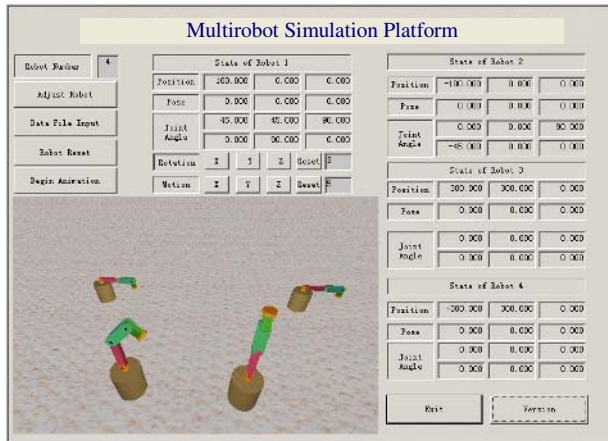 Multirobot Simulation Platform
Robot Number 4
Adjust Robot
Data File Input
Robot Reset
Begin Animation
State of Robot 1
Position 100.000 0.000 0.000
Pose 0.000 0.000 0.000
Joint Angle 45.000 45.000 90.000
0.000 90.000 0.000
Rotation X Y Z Reset
Motion X Y Z Reset 5
State of Robot 2
Position -100.000 0.000 0.000
Pose 0.000 0.000 0.000
Joint Angle 0.000 0.000 90.000
-45.000 0.000 0.000
State of Robot 3
Position 300.000 300.000 0.000
Pose 0.000 0.000 0.000
Joint Angle 0.000 0.000 0.000
0.000 0.000 0.000
State of Robot 4
Position -300.000 300.000 0.000
Pose 0.000 0.000 0.000
Joint Angle 0.000 0.000 0.000
0.000 0.000 0.000
Exit
Version